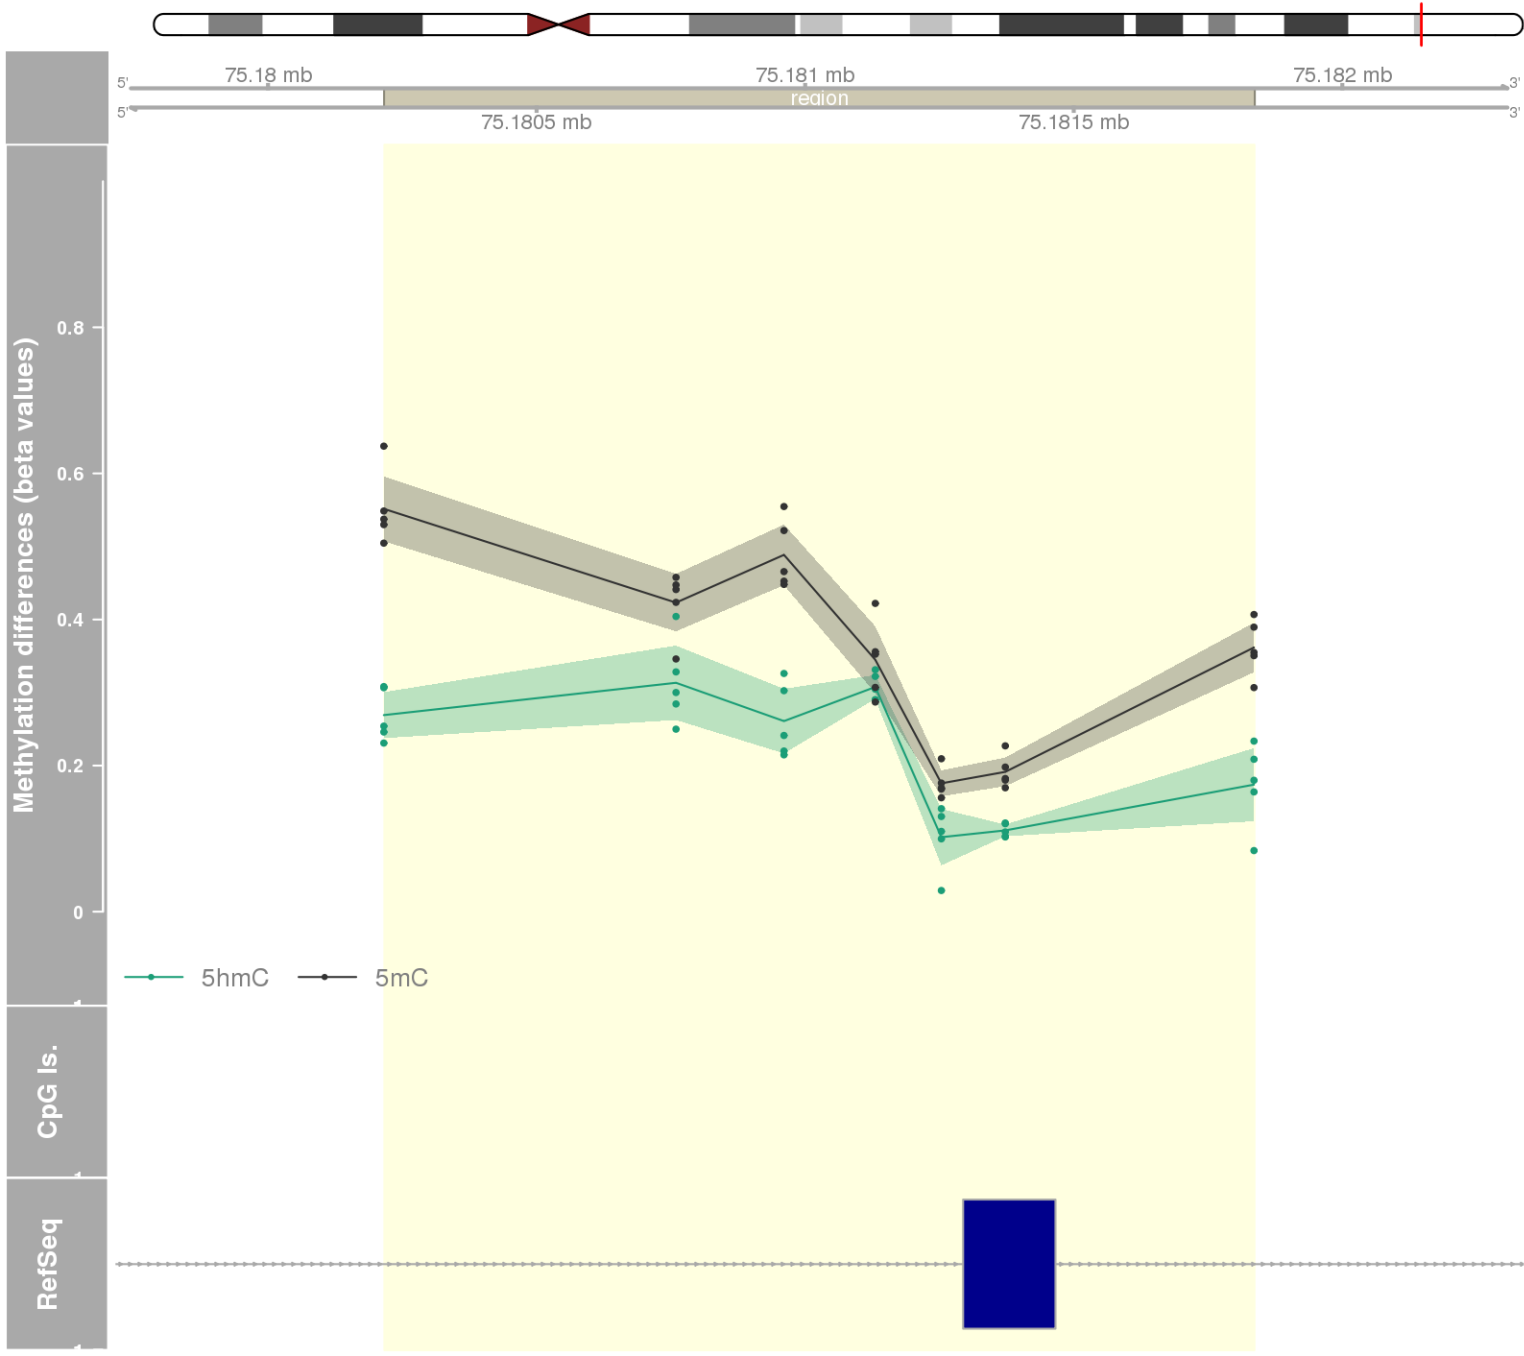 75.18 mb
75.181 mb
75.182 mb
5'
3'
region
5'
3'
75.1805 mb
75.1815 mb
Methylation differences (beta values)
0.8
0.6
0.4
0.2
0
5hmC
5mC
CpG Is.
RefSeq